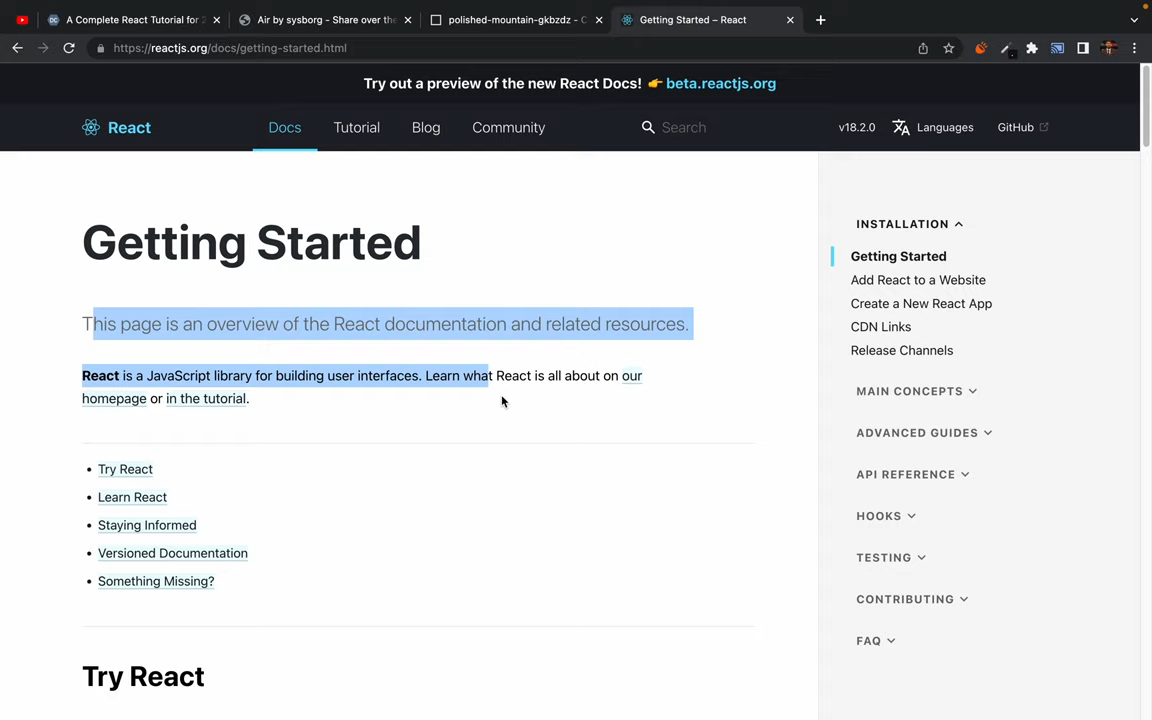 A Complete React Tutorial for 2
Air by sysborg - Share over the
polished-mountain-gkbzdz - C
Getting Started – React
https://reactjs.org/docs/getting-started.html
Try out a preview of the new React Docs! 👉 beta.reactjs.org
React
Docs
Tutorial
Blog
Community
Search
v18.2.0
Languages
GitHub
Getting Started
This page is an overview of the React documentation and related resources.
React is a JavaScript library for building user interfaces. Learn what React is all about on our
homepage or in the tutorial.
• Try React
• Learn React
• Staying Informed
• Versioned Documentation
• Something Missing?
Try React
INSTALLATION
Getting Started
Add React to a Website
Create a New React App
CDN Links
Release Channels
MAIN CONCEPTS
ADVANCED GUIDES
API REFERENCE
HOOKS
TESTING
CONTRIBUTING
FAQ